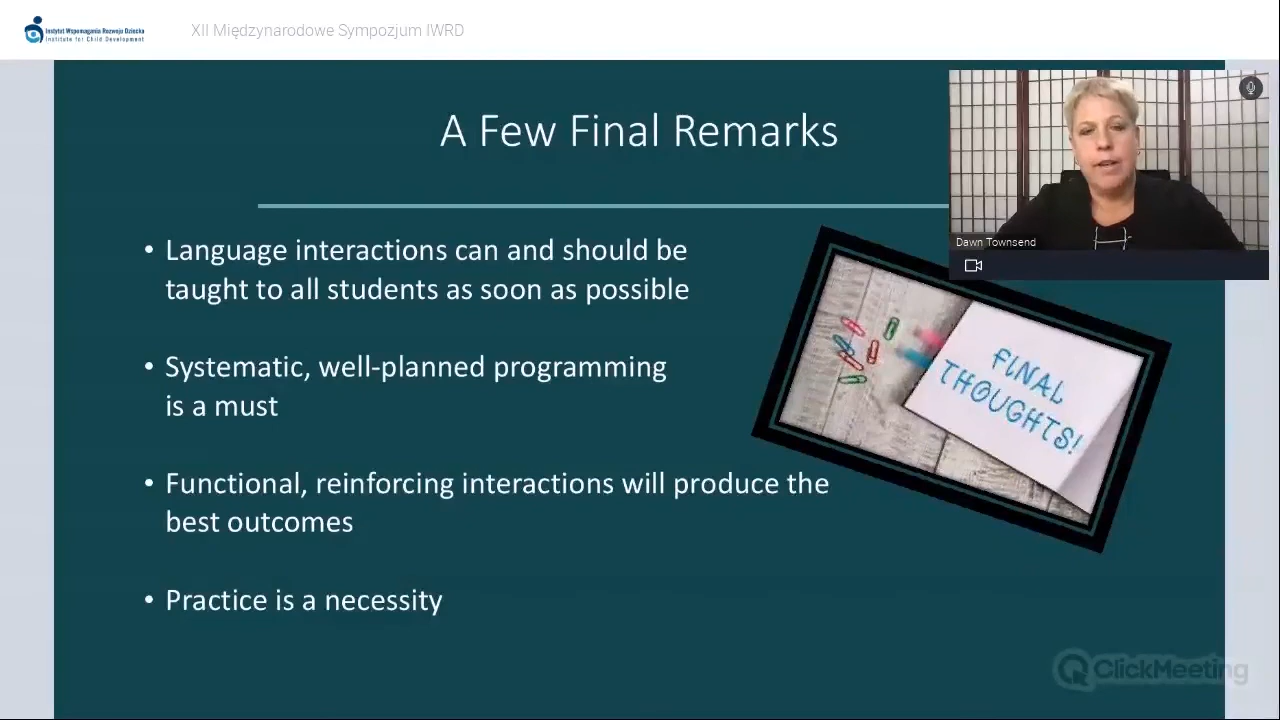 Instytut Wspomagania Rozwoju Dziecka
Institute for Child Development
XII Międzynarodowe Sympozjum IWRD
A Few Final Remarks
Dawn Townsend
• Language interactions can and should be
taught to all students as soon as possible
• Systematic, well-planned programming
is a must
• Functional, reinforcing interactions will produce the
best outcomes
• Practice is a necessity
FINAL
THOUGHTS!
ClickMeeting